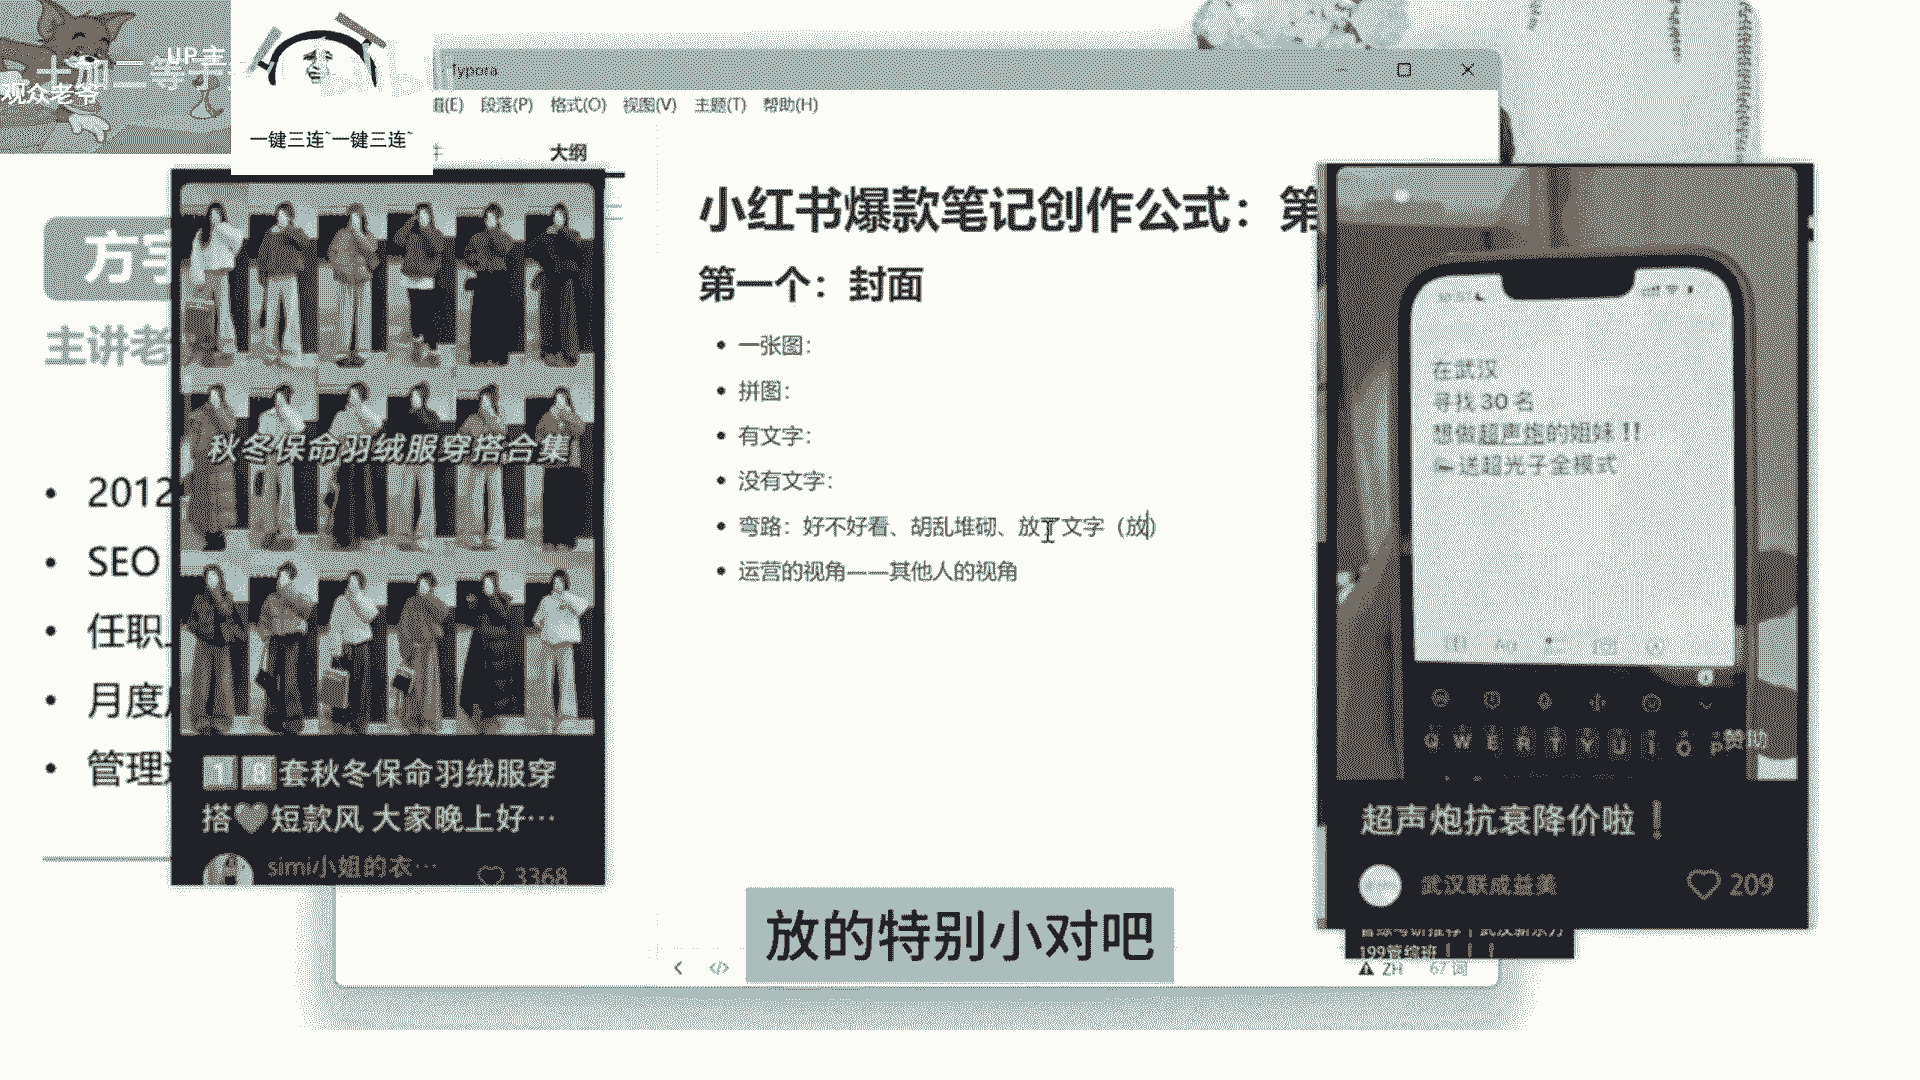 UP主
观众老爷
一键三连~一键三连~
Typora
段落(P) 格式(O) 视图(V) 主题(T) 帮助(H)
大纲
小红书爆款笔记创作公式：第
第一个：封面
一张图：
拼图：
有文字：
没有文字：
弯路：好不好看、胡乱堆砌、放了文字（放）
运营的视角——其他人的视角
主讲老
2012
SEO
任职
月度
管理
秋冬保命羽绒服穿搭合集
18套秋冬保命羽绒服穿
搭🖤短款风 大家晚上好…
simi小姐的衣…
3368
在武汉
寻找 30 名
想做超声炮的姐妹 !!
送超光子全模式
Q W E R T Y U I O P
赞助
超声炮抗衰降价啦❗
武汉联成益美
209
放的特别小对吧
ZH 67 词